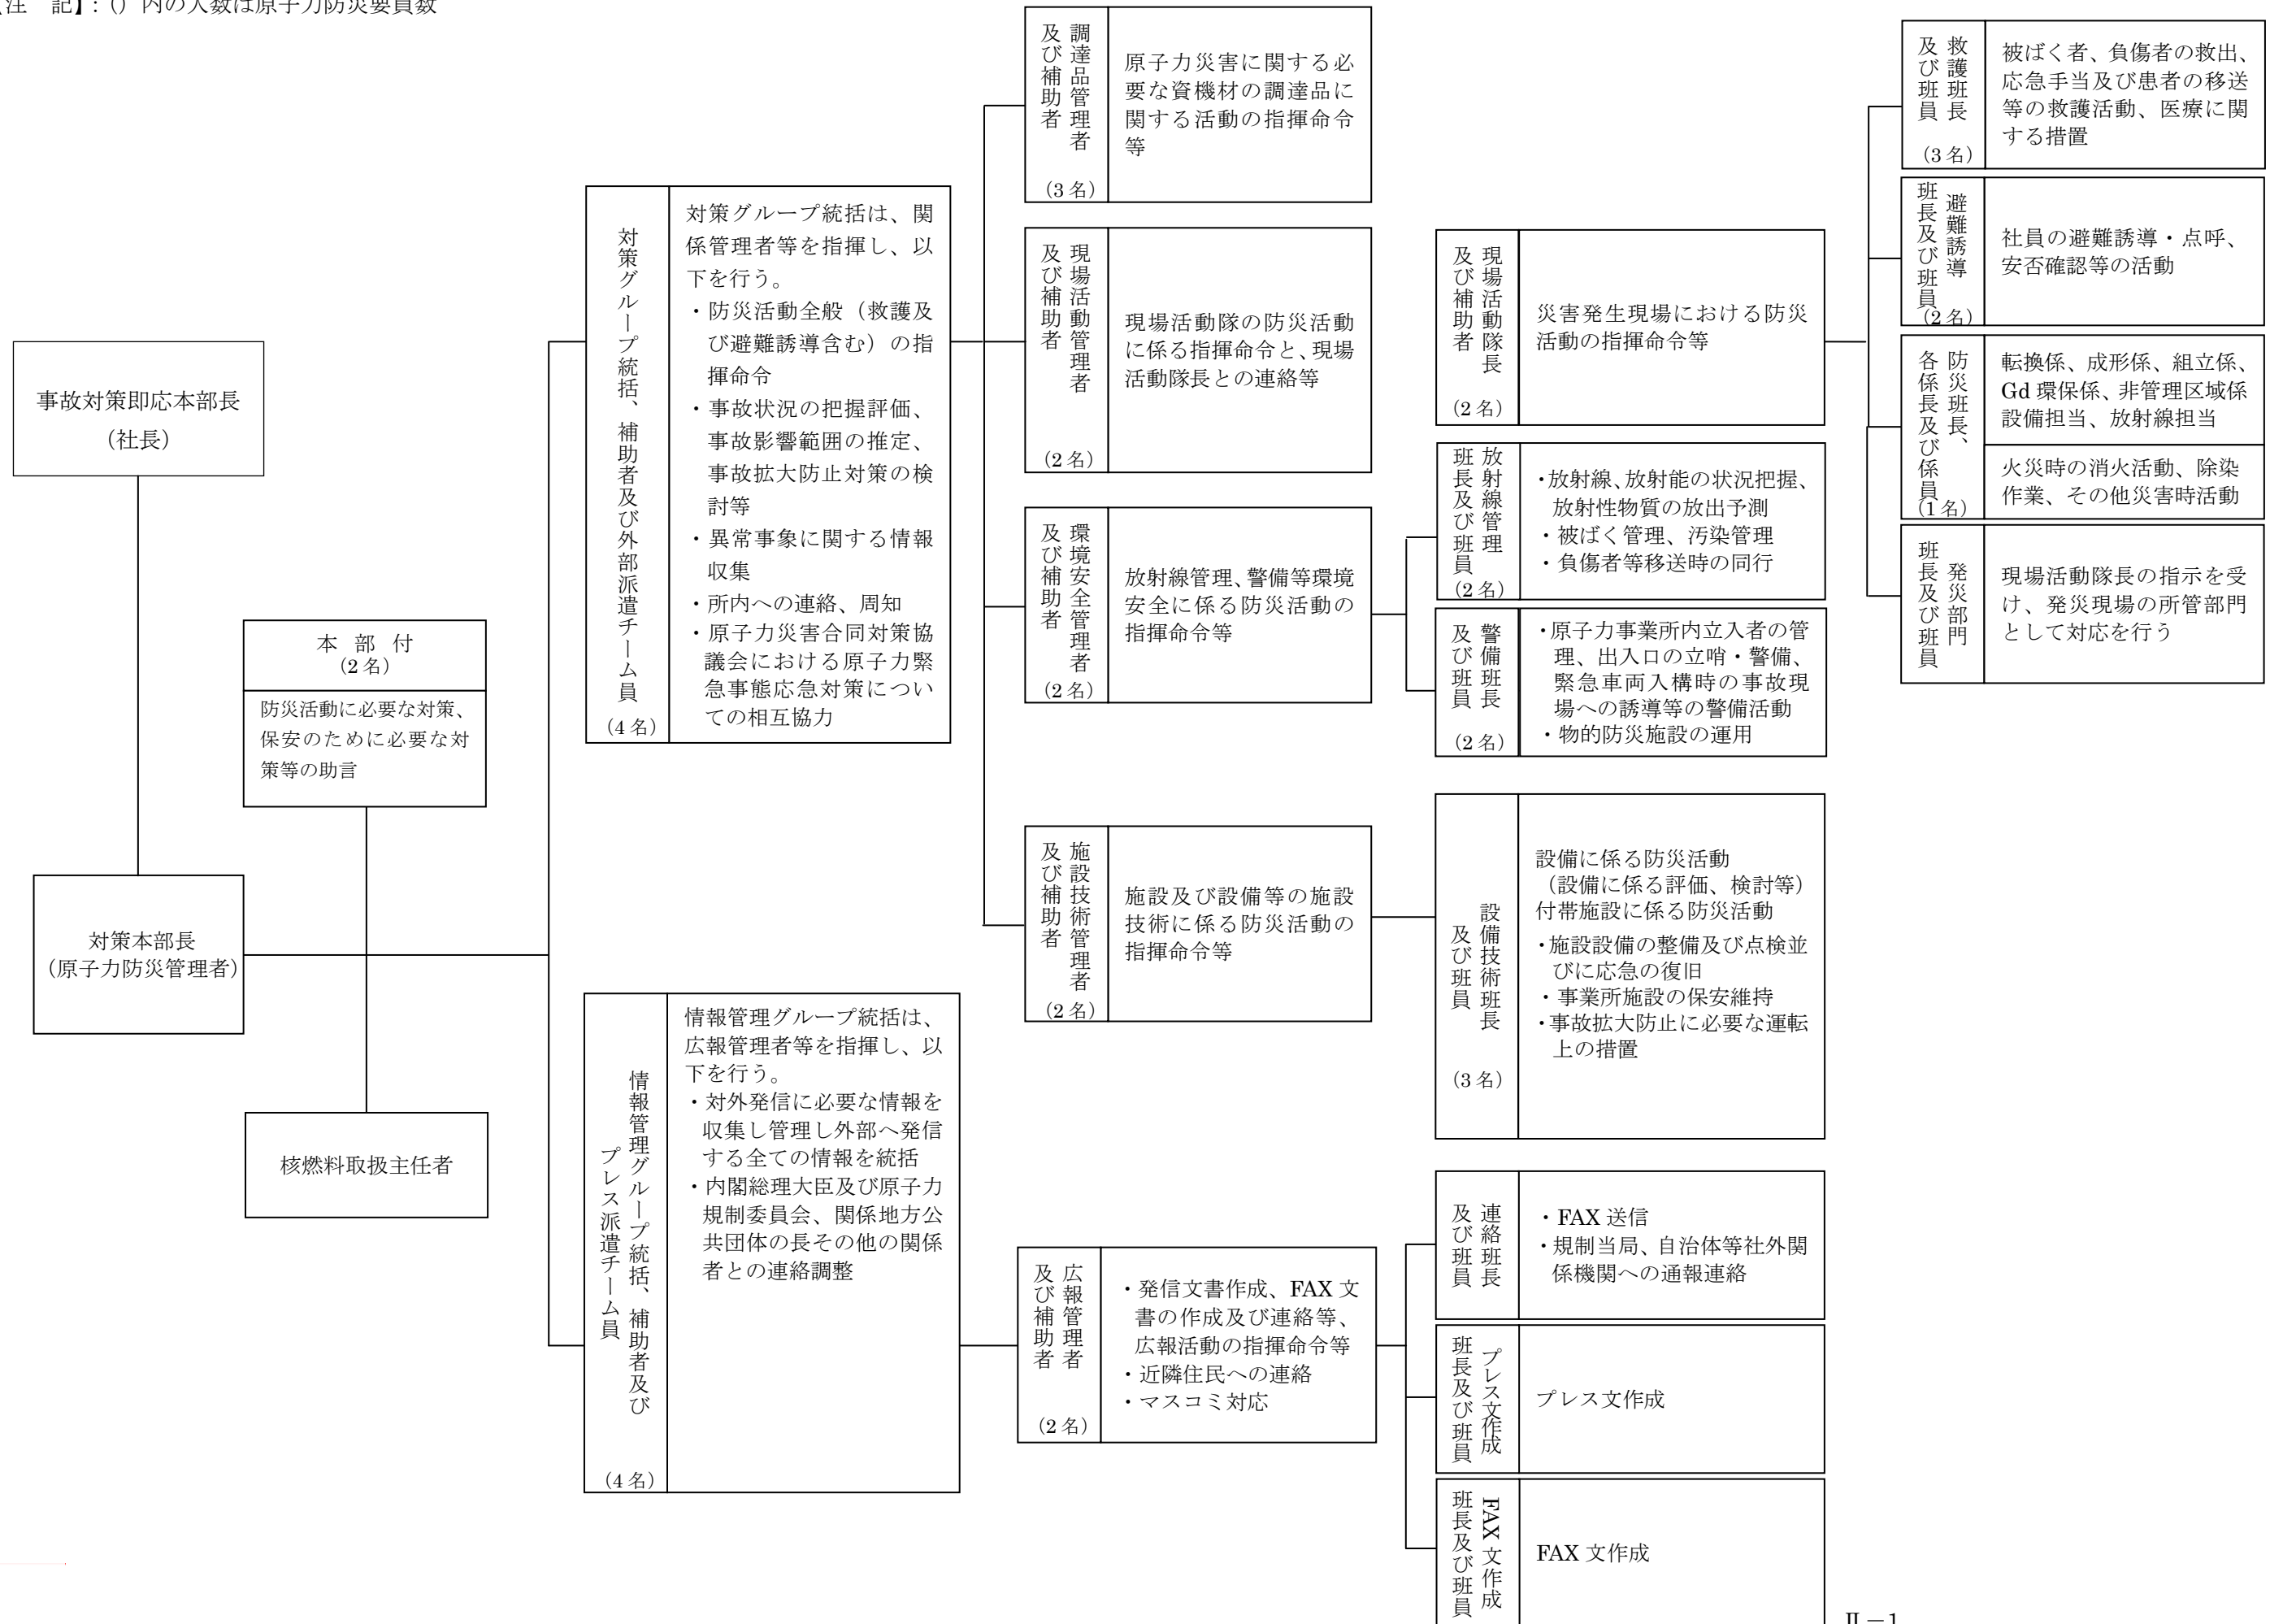 記】：（）内の人数は原子力防災要員数
事故対策即応本部長
（社長）
対策本部長
（原子力防災管理者）
本 部 付
（2 名）
防災活動に必要な対策、
保安のために必要な対
策等の助言
核燃料取扱主任者
対策グループ統括、補助者及び外部派遣チーム員
（4 名）
対策グループ統括は、関
係管理者等を指揮し、以
下を行う。
・防災活動全般（救護及
び避難誘導含む）の指
揮命令
・事故状況の把握評価、
事故影響範囲の推定、
事故拡大防止対策の検
討等
・異常事象に関する情報
収集
・所内への連絡、周知
・原子力災害合同対策協
議会における原子力緊
急事態応急対策につい
ての相互協力
情報管理グループ統括、補助者及び
プレス派遣チーム員
（4 名）
情報管理グループ統括は、
広報管理者等を指揮し、以
下を行う。
・対外発信に必要な情報を
収集し管理し外部へ発信
する全ての情報を統括
・内閣総理大臣及び原子力
規制委員会、関係地方公
共団体の長その他の関係
者との連絡調整
調達品管理者
及び補助者
（3 名）
原子力災害に関する必
要な資機材の調達品に
関する活動の指揮命令
等
現場活動管理者
及び補助者
（2 名）
現場活動隊の防災活動
に係る指揮命令と、現場
活動隊長との連絡等
環境安全管理者
及び補助者
（2 名）
放射線管理、警備等環境
安全に係る防災活動の
指揮命令等
施設技術管理者
及び補助者
（2 名）
施設及び設備等の施設
技術に係る防災活動の
指揮命令等
広報管理者
及び補助者
（2 名）
・発信文書作成、FAX 文
書の作成及び連絡等、
広報活動の指揮命令等
・近隣住民への連絡
・マスコミ対応
現場活動隊長
及び補助者
（2 名）
災害発生現場における防災
活動の指揮命令等
放射線管理
班長及び班員
（2 名）
・放射線、放射能の状況把握、
放射性物質の放出予測
・被ばく管理、汚染管理
・負傷者等移送時の同行
警備班長
及び班員
（2 名）
・原子力事業所内立入者の管
理、出入口の立哨・警備、
緊急車両入構時の事故現
場への誘導等の警備活動
・物的防災施設の運用
設備技術班長
及び班員
（3 名）
設備に係る防災活動
（設備に係る評価、検討等）
付帯施設に係る防災活動
・施設設備の整備及び点検並
びに応急の復旧
・事業所施設の保安維持
・事故拡大防止に必要な運転
上の措置
連絡班長
及び班員
・FAX 送信
・規制当局、自治体等社外関
係機関への通報連絡
プレス文作成
班長及び班員
プレス文作成
FAX 文作成
班長及び班員
FAX 文作成
救護班長
及び班員
（3 名）
被ばく者、負傷者の救出、
応急手当及び患者の移送
等の救護活動、医療に関
する措置
避難誘導
班長及び班員
（2 名）
社員の避難誘導・点呼、
安否確認等の活動
防災班長、
各係長及び係員
（1 名）
転換係、成形係、組立係、
Gd 環保係、非管理区域係
設備担当、放射線担当
火災時の消火活動、除染
作業、その他災害時活動
発災部門
班長及び班員
現場活動隊長の指示を受
け、発災現場の所管部門
として対応を行う
Ⅱ－1